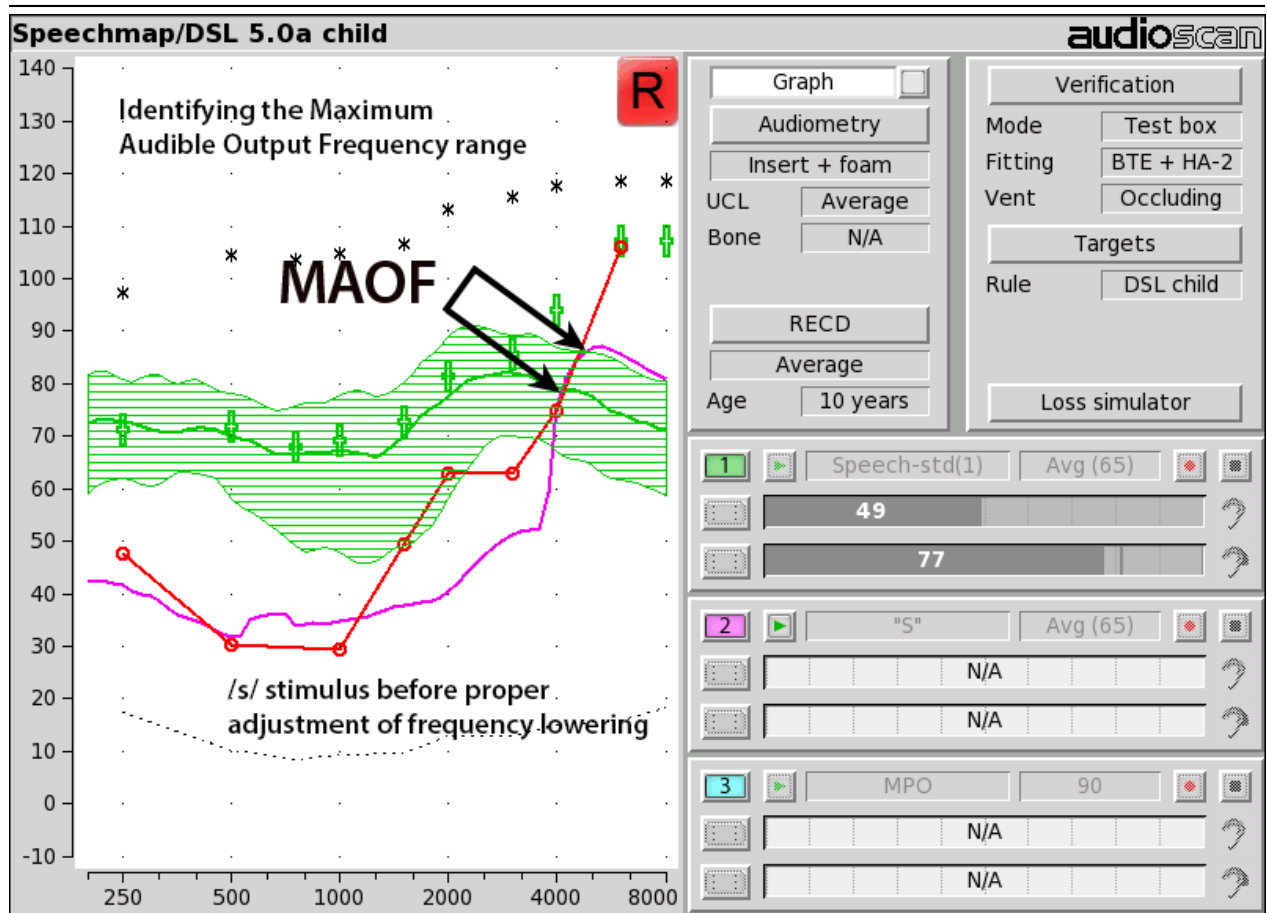 Speechmap/DSL 5.0a child
audioscan
140
130
120
110
100
90
80
70
60
50
40
30
20
10
0
-10
250 500 1000 2000 4000 8000
Identifying the Maximum
Audible Output Frequency range
R
MAOF
/s/ stimulus before proper
adjustment of frequency lowering
Graph
Audiometry
Insert + foam
UCL Average
Bone N/A
RECD
Average
Age 10 years
Verification
Mode Test box
Fitting BTE + HA-2
Vent Occluding
Targets
Rule DSL child
Loss simulator
1 Speech-std(1) Avg (65)
49
77
2 "S" Avg (65)
N/A
N/A
3 MPO 90
N/A
N/A